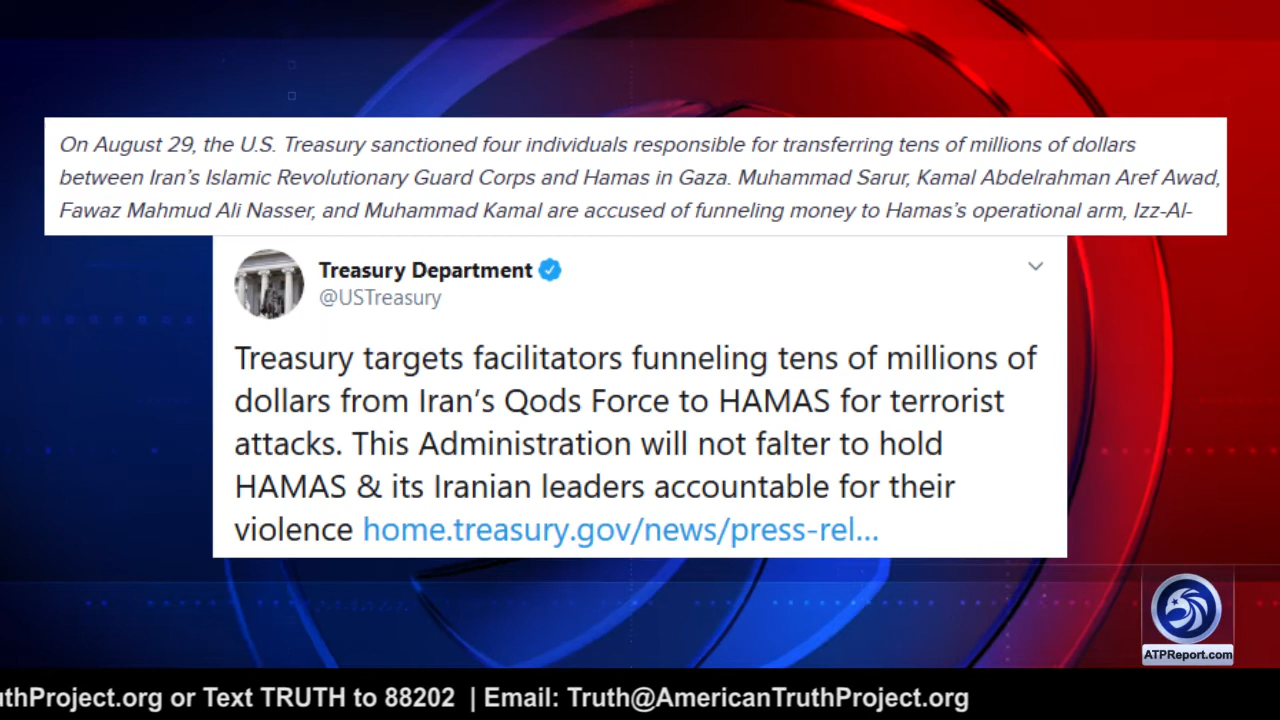 On August 29, the U.S. Treasury sanctioned four individuals responsible for transferring tens of millions of dollars
between Iran's Islamic Revolutionary Guard Corps and Hamas in Gaza. Muhammad Sarur, Kamal Abdelrahman Aref Awad,
Fawaz Mahmud Ali Nasser, and Muhammad Kamal are accused of funneling money to Hamas's operational arm, Izz-Al-
Treasury Department
@USTreasury
Treasury targets facilitators funneling tens of millions of
dollars from Iran's Qods Force to HAMAS for terrorist
attacks. This Administration will not falter to hold
HAMAS & its Iranian leaders accountable for their
violence home.treasury.gov/news/press-rel...
ATPReport.com
uthProject.org or Text TRUTH to 88202 | Email: Truth@AmericanTruthProject.org